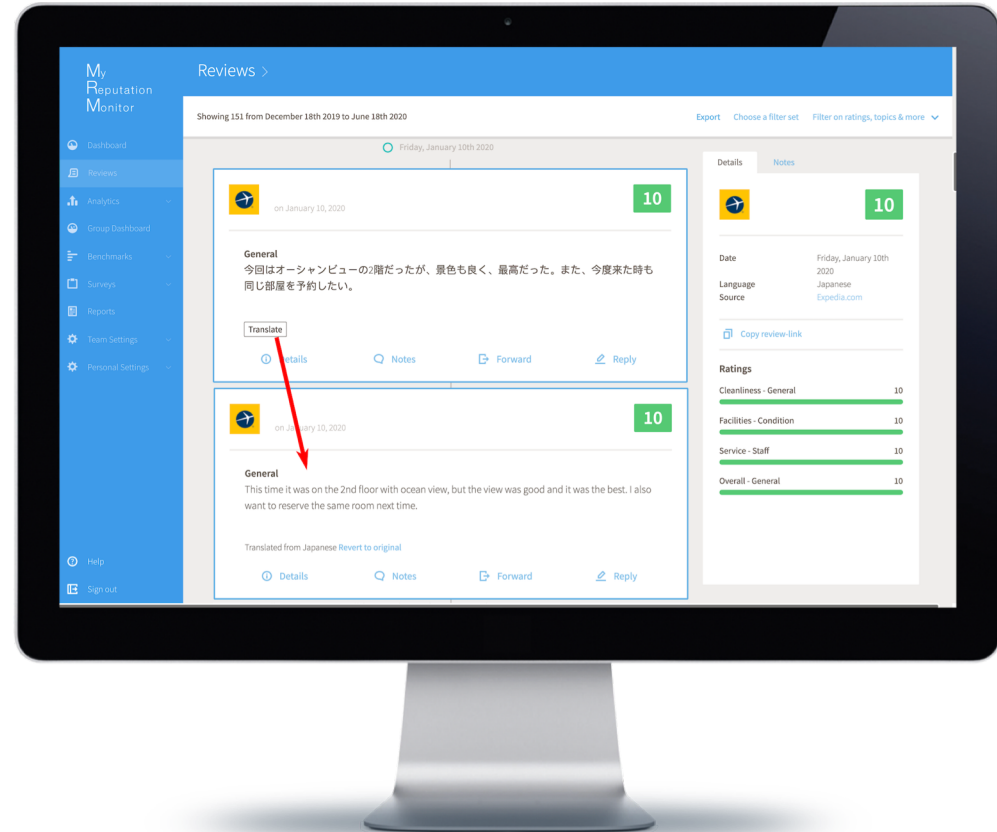 My
Reputation
Monitor
Dashboard
Reviews
Analytics
Group Dashboard
Benchmarks
Surveys
Reports
Team Settings
Personal Settings
Help
Sign out
Reviews >
Showing 151 from December 18th 2019 to June 18th 2020
Export Choose a filter set Filter on ratings, topics & more
Friday, January 10th 2020
on January 10, 2020
10
General
今回はオーシャンビューの2階だったが、景色も良く、最高だった。また、今度来た時も
同じ部屋を予約したい。
Translate
Details Notes Forward Reply
on January 10, 2020
10
General
This time it was on the 2nd floor with ocean view, but the view was good and it was the best. I also
want to reserve the same room next time.
Translated from Japanese Revert to original
Details Notes Forward Reply
Details Notes
10
Date Friday, January 10th
2020
Language Japanese
Source Expedia.com
Copy review-link
Ratings
Cleanliness - General 10
Facilities - Condition 10
Service - Staff 10
Overall - General 10